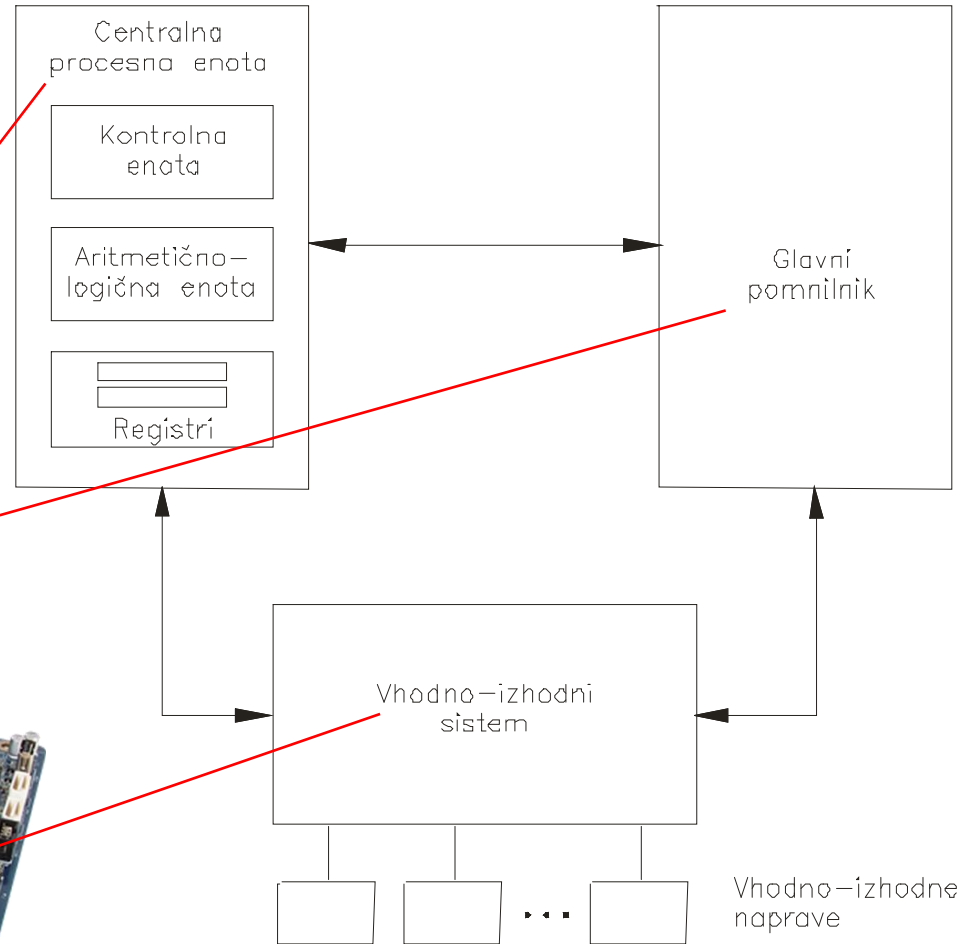 Centralna
procesna enota
Kontrolna
enota
Aritmetično-
logična enota
Registri
Glavni
pomnilnik
Vhodno-izhodni
sistem
Vhodno-izhodne
naprave